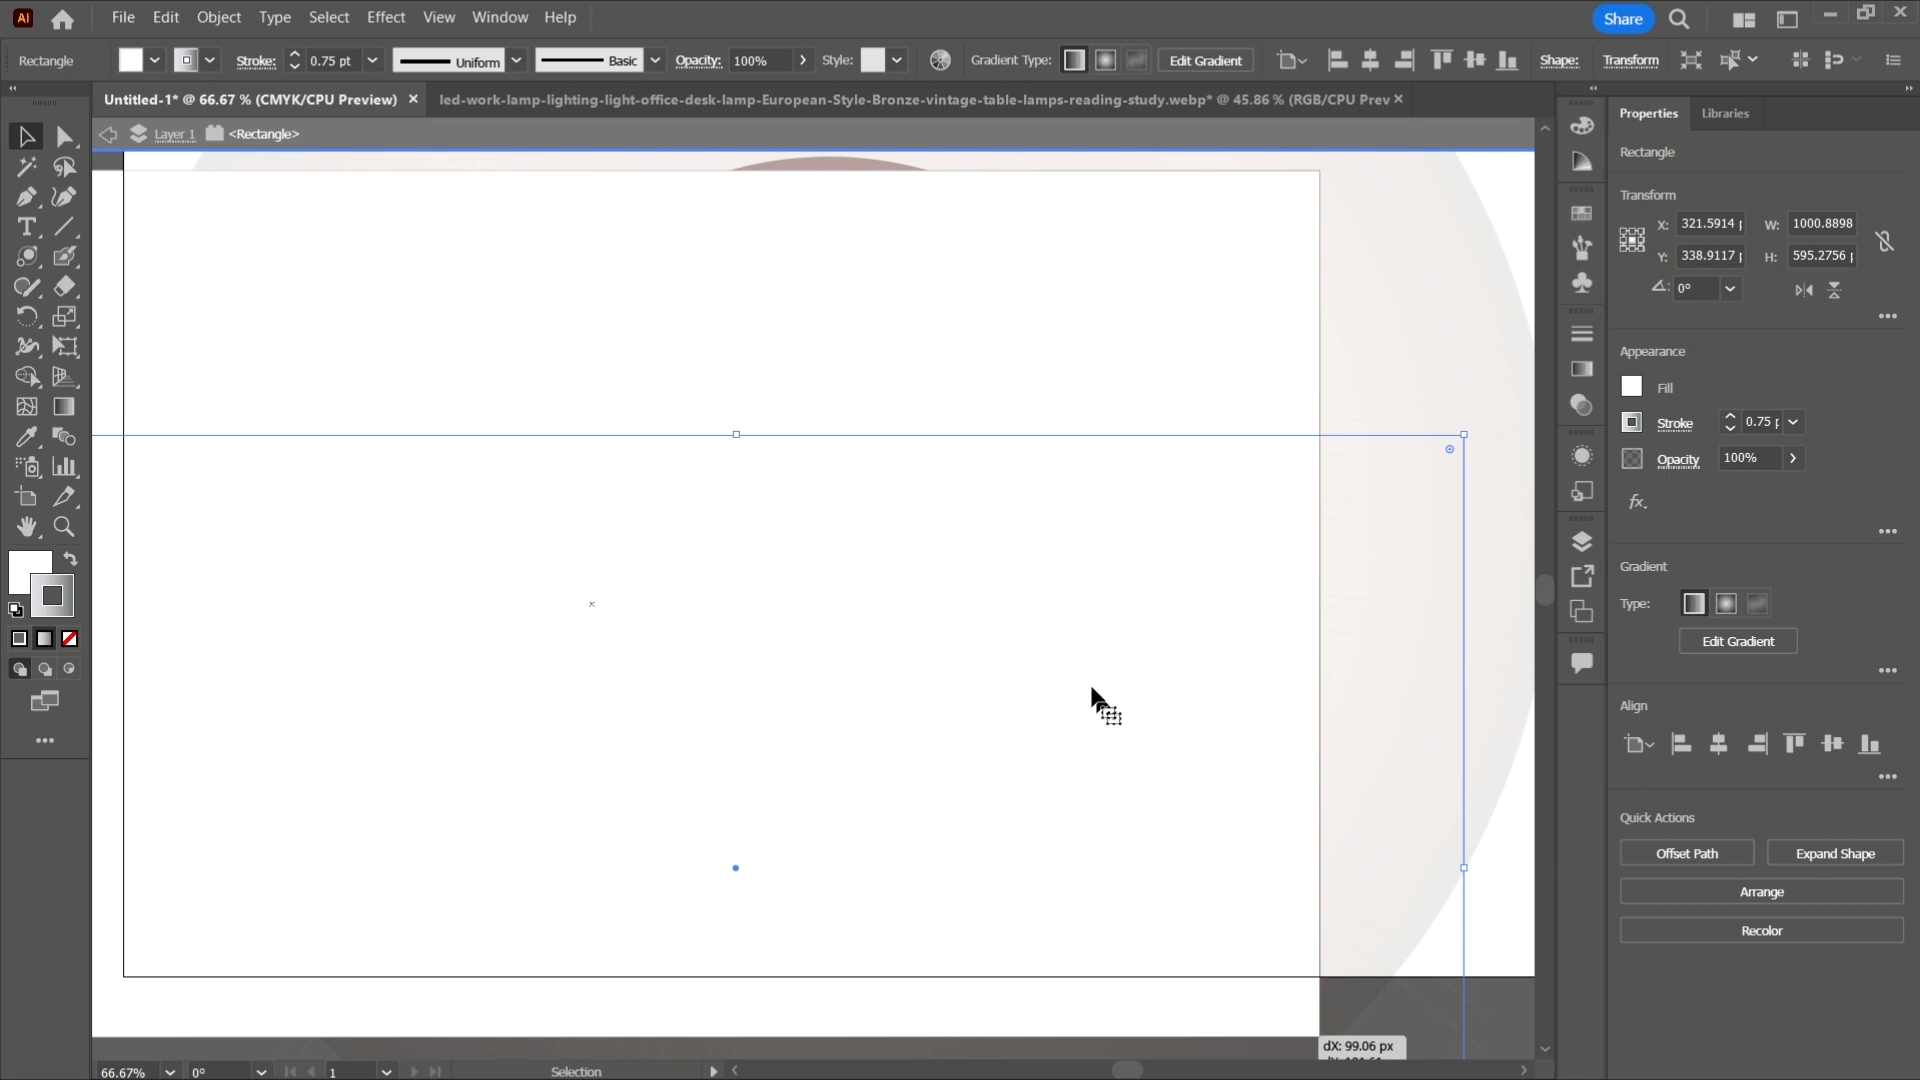 Ai File Edit Object Type Select Effect View Window Help Share
Rectangle Stroke: 0.75 pt Uniform Basic Opacity: 100% Style: Gradient Type: Edit Gradient Shape: Transform
Untitled-1* @ 66.67 % (CMYK/CPU Preview) × led-work-lamp-lighting-light-office-desk-lamp-European-Style-Bronze-vintage-table-lamps-reading-study.webp* @ 45.86 % (RGB/CPU Prev ×
Layer 1 <Rectangle>
Properties Libraries
Rectangle
Transform
X: 321.5914 W: 1000.8898
Y: 338.9117 H: 595.2756
0°
Appearance
Fill
Stroke 0.75
Opacity 100%
fx.
Gradient
Type:
Edit Gradient
Align
Quick Actions
Offset Path Expand Shape
Arrange
Recolor
dX: 99.06 px
66.67% 0° 1 Selection